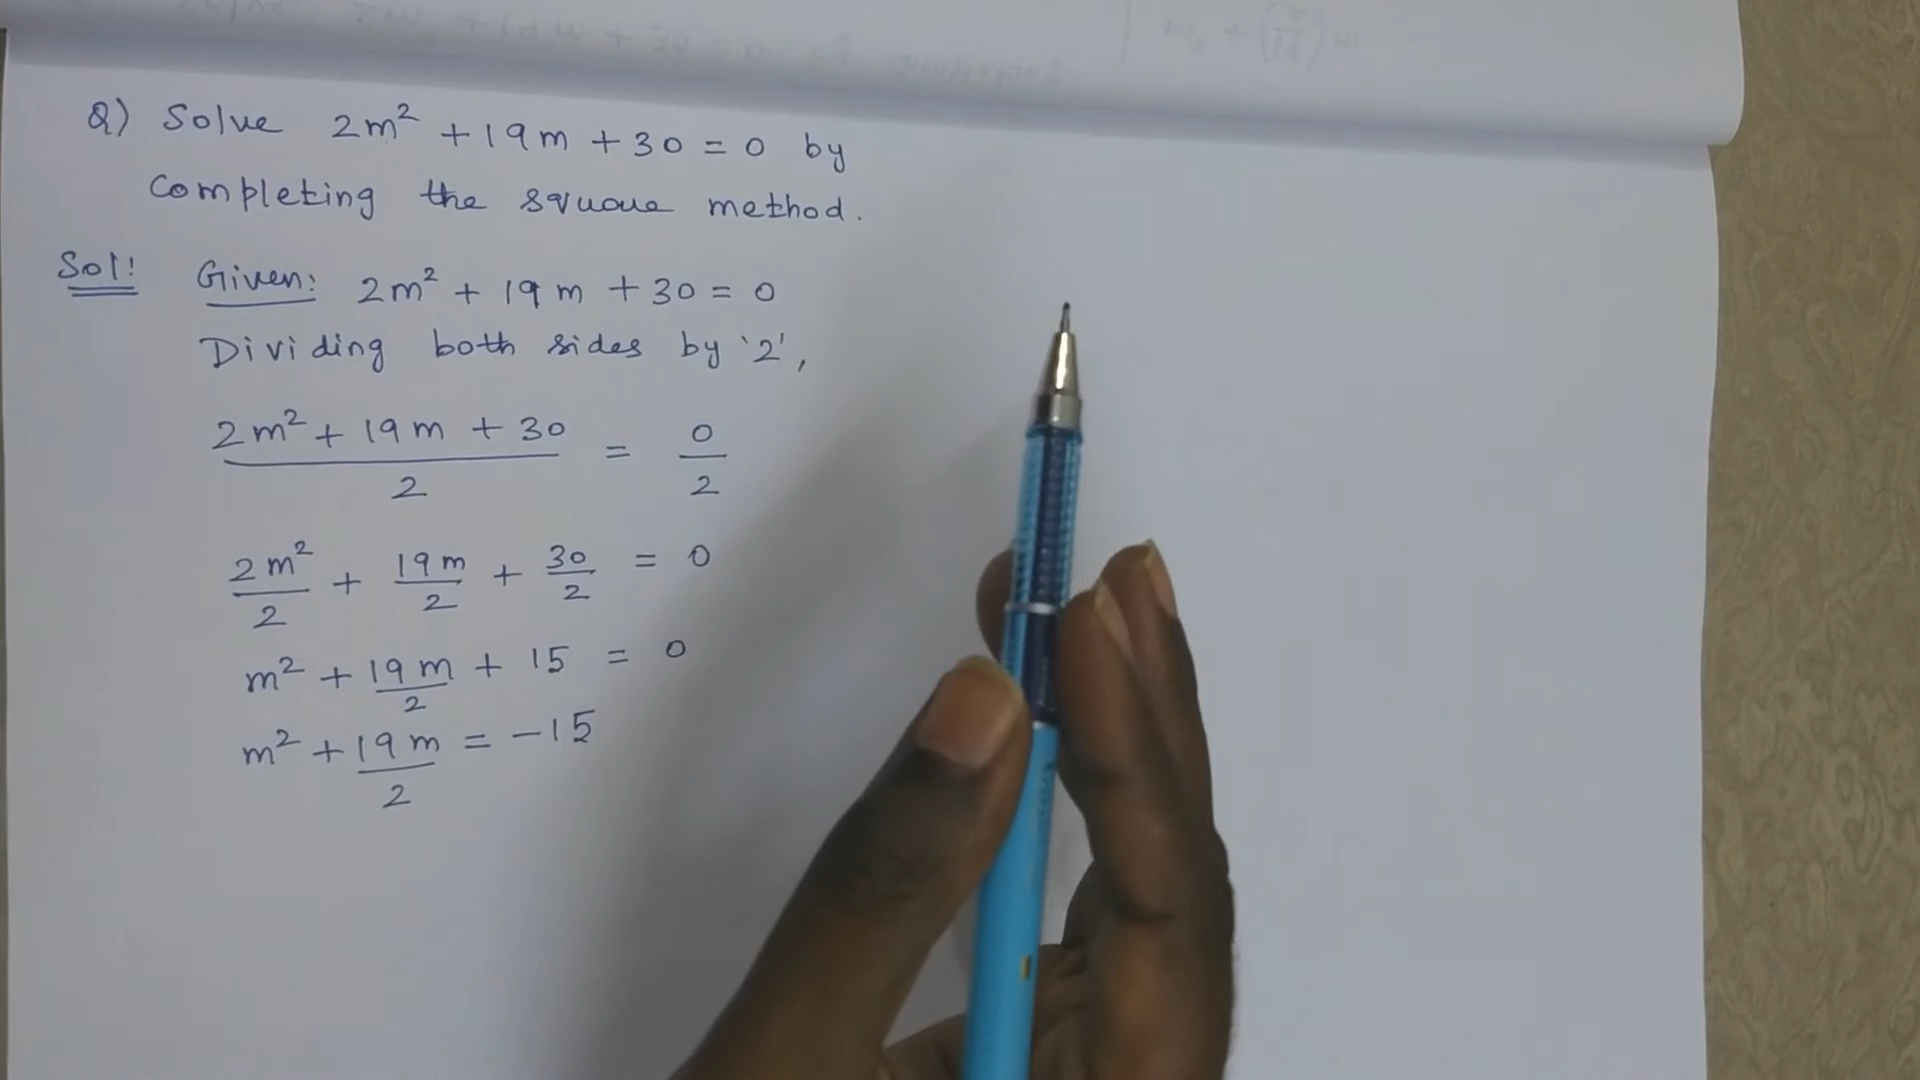 Q) Solve 2m² + 19m + 30 = 0 by
completing the square method.
Sol: Given: 2m² + 19m + 30 = 0
Dividing both sides by '2',
(2m² + 19m + 30)/2 = 0/2
2m²/2 + 19m/2 + 30/2 = 0
m² + 19m/2 + 15 = 0
m² + 19m/2 = -15